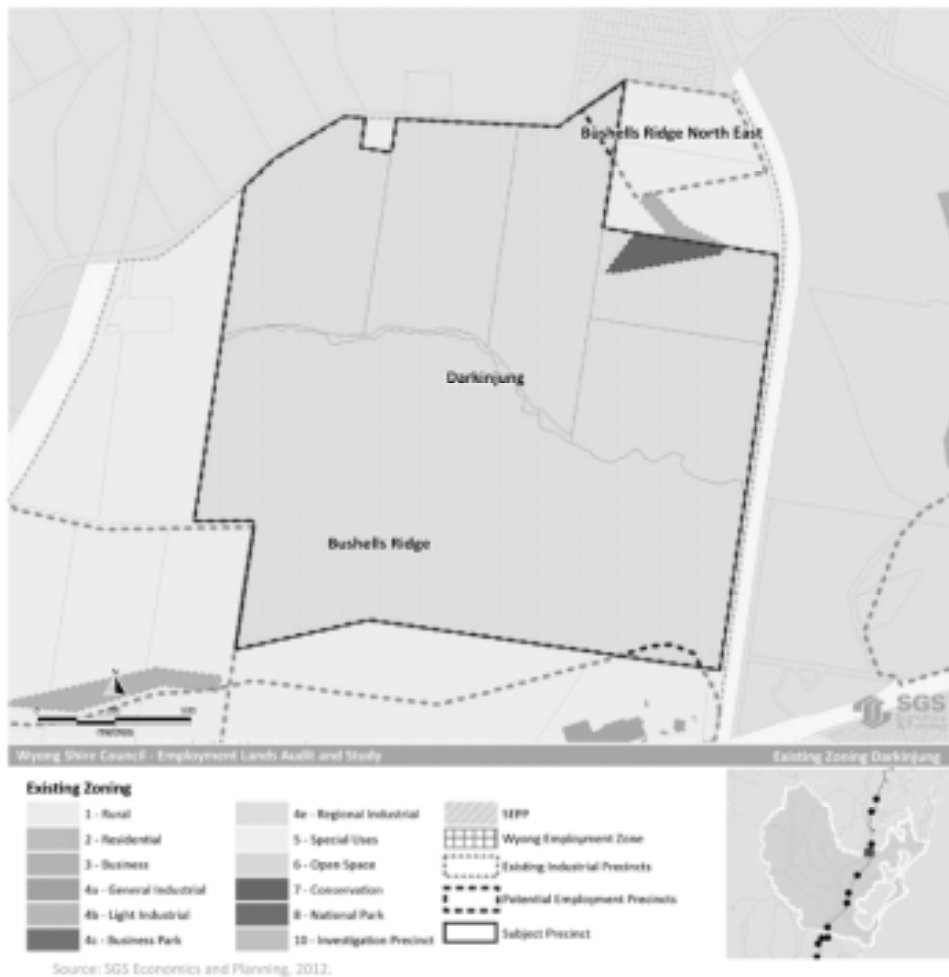 Bushells Ridge North East
Darkinjung
Bushells Ridge
metres
SGS
Wyong Shire Council - Employment Lands Audit and Study
Existing Zoning Darkinjung
Existing Zoning
1 - Rural
2 - Residential
3 - Business
4a - General Industrial
4b - Light Industrial
4c - Business Park
4e - Regional Industrial
5 - Special Uses
6 - Open Space
7 - Conservation
8 - National Park
10 - Investigation Precinct
SEPP
Wyong Employment Zone
Existing Industrial Precincts
Potential Employment Precincts
Subject Precinct
Source: SGS Economics and Planning, 2012.